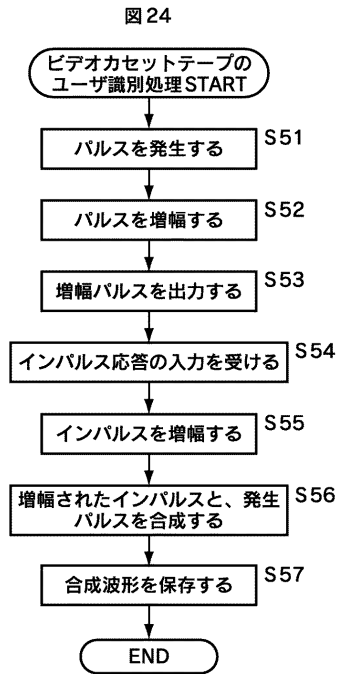 図24
ビデオカセットテープの
ユーザ識別処理START
パルスを発生する
S51
パルスを増幅する
S52
増幅パルスを出力する
S53
インパルス応答の入力を受ける
S54
インパルスを増幅する
S55
増幅されたインパルスと、発生
パルスを合成する
S56
合成波形を保存する
S57
END